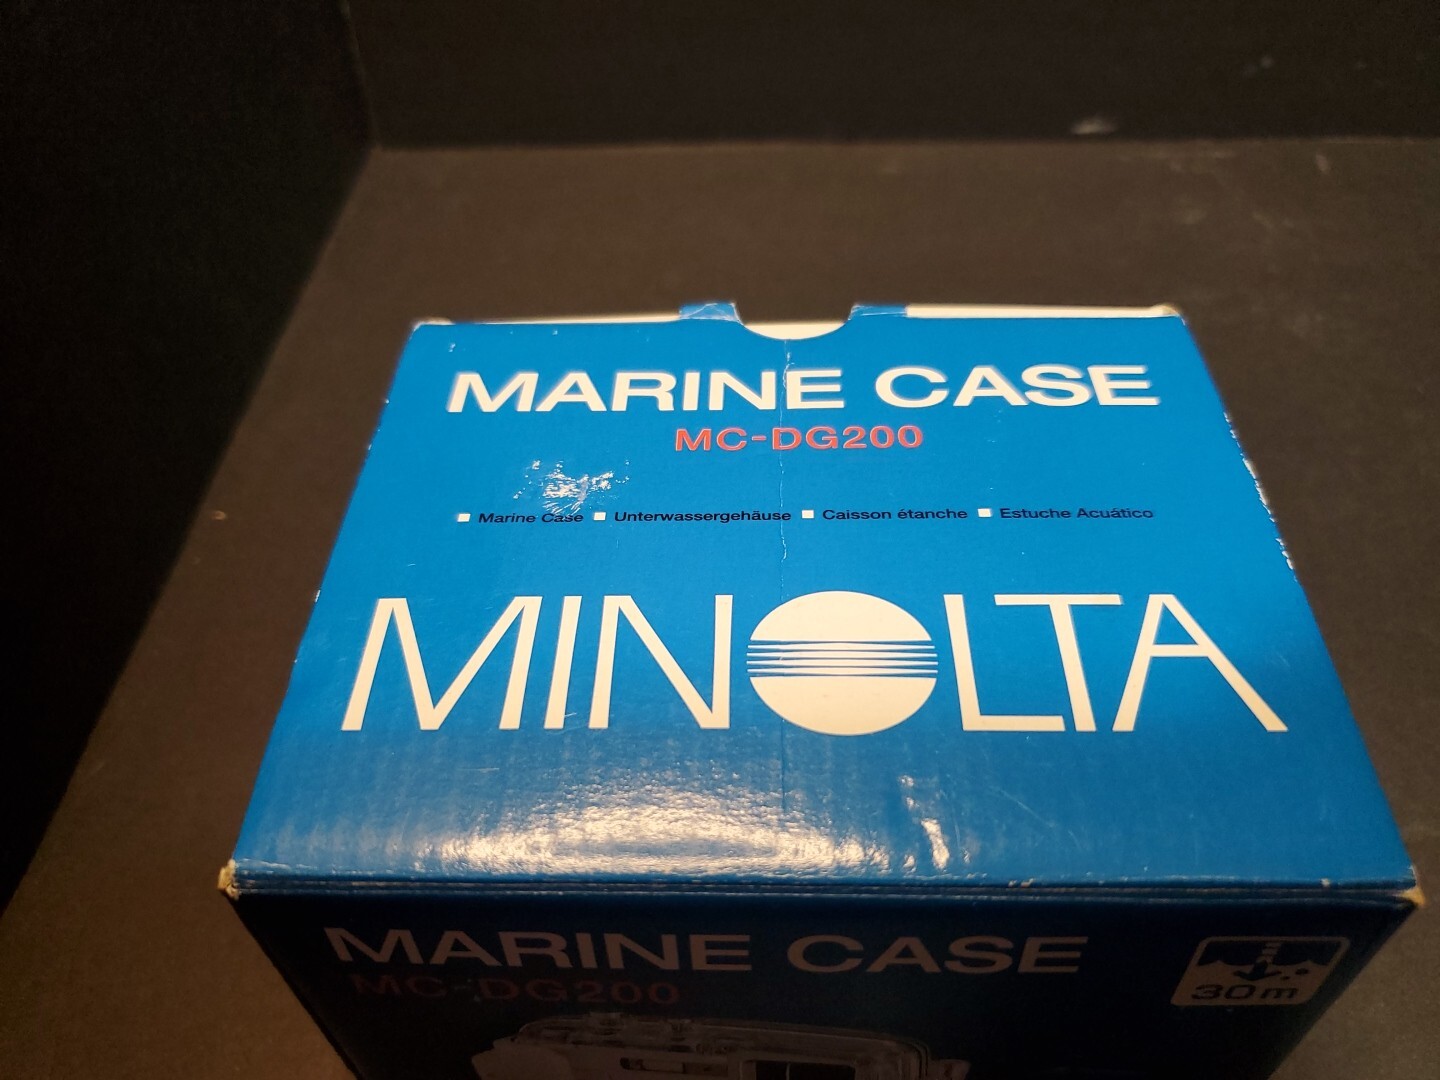 MARINE CASE
MC-DG200
Marine Case Unterwassergehäuse Caisson étanche Estuche Acuático
MINOLTA
MARINE CASE
MC-DG200
30m